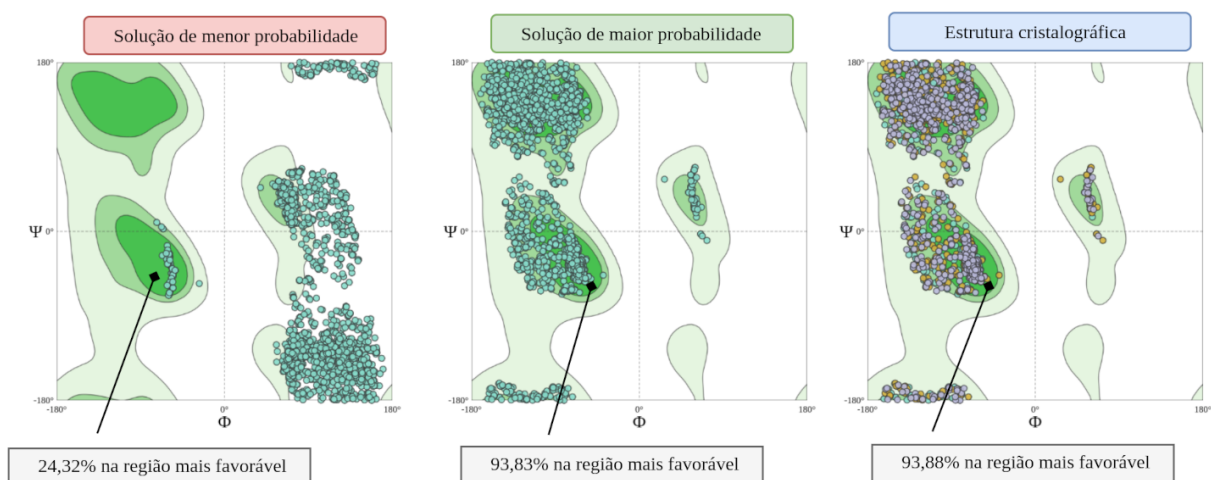 Solução de menor probabilidade
Solução de maior probabilidade
Estrutura cristalográfica
180°
Ψ
0°
-180°
-180°
0°
180°
Φ
180°
Ψ
0°
-180°
-180°
0°
180°
Φ
180°
Ψ
0°
-180°
-180°
0°
180°
Φ
24,32% na região mais favorável
93,83% na região mais favorável
93,88% na região mais favorável